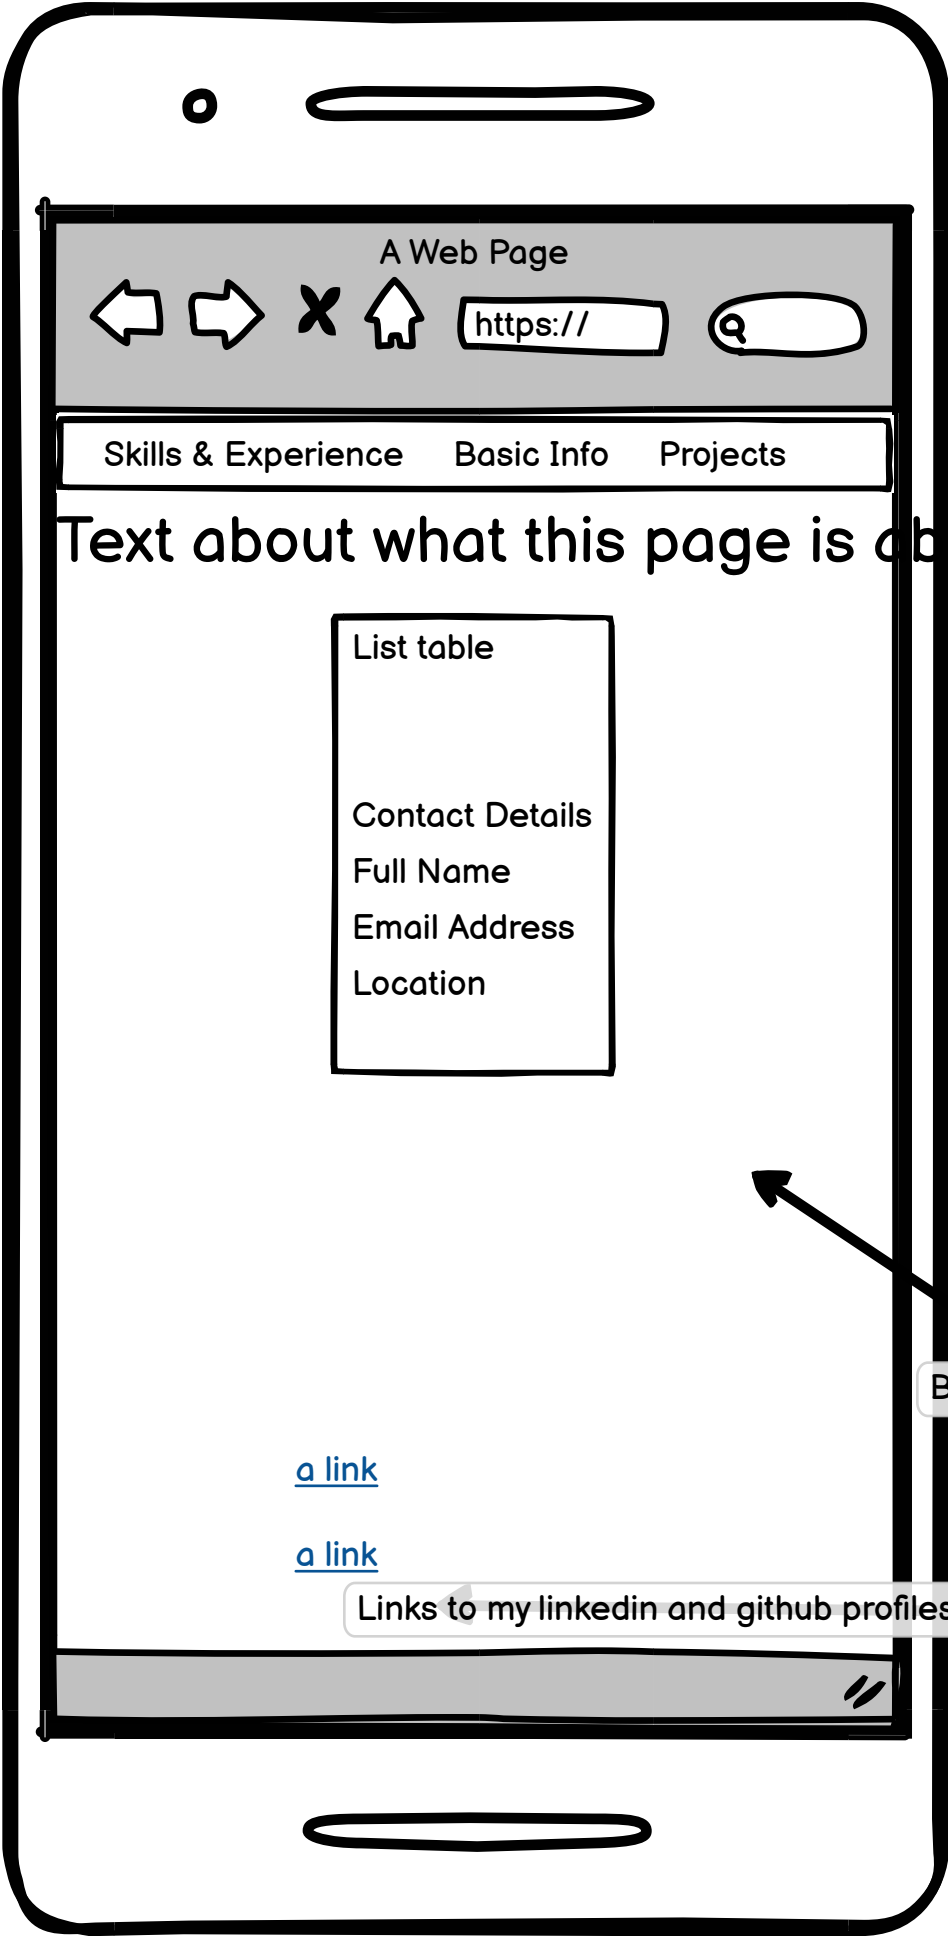 A Web Page
https://
Skills & Experience Basic Info Projects
Text about what this page is
List table
Contact Details
Full Name
Email Address
Location
B
a link
a link
Links to my linkedin and github profiles